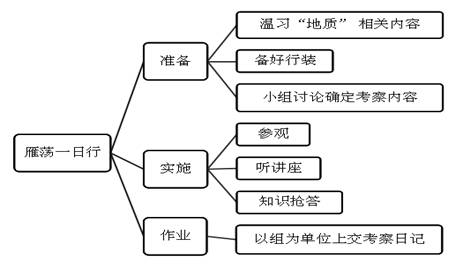 雁荡一日行
准备
温习“地质”相关内容
备好行装
小组讨论确定考察内容
实施
参观
听讲座
知识抢答
作业
以组为单位上交考察日记